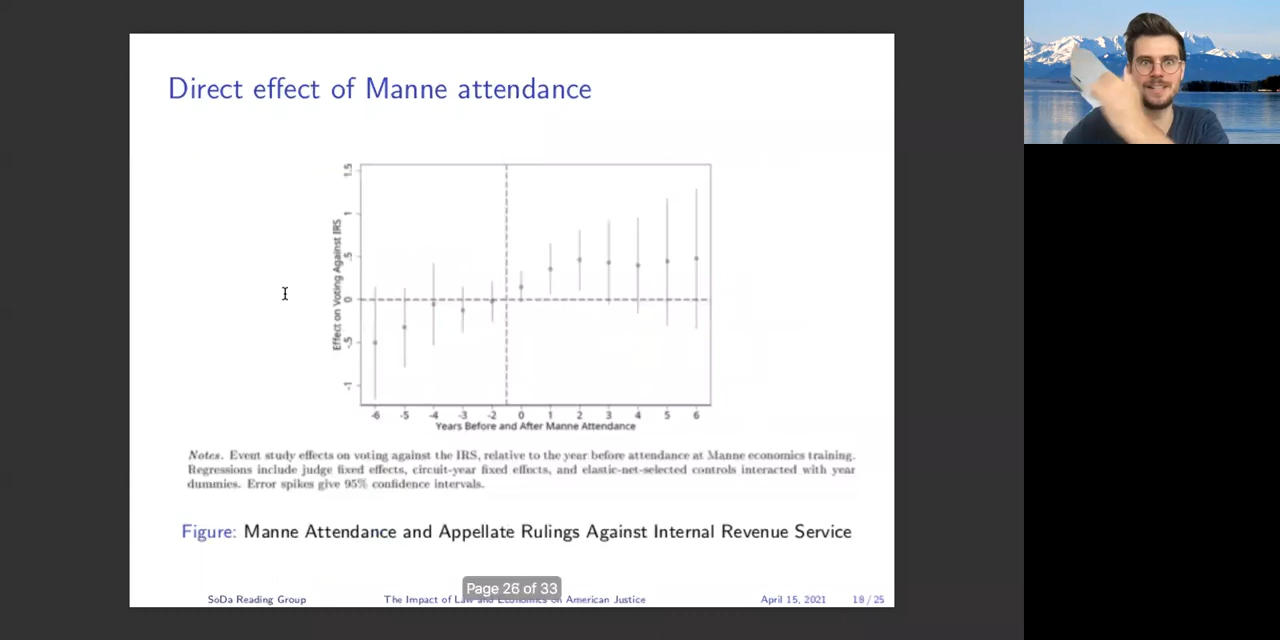 Direct effect of Manne attendance
Effect on Voting Against IRS
1.5
1
.5
0
-.5
-1
-6 -5 -4 -3 -2 0 1 2 3 4 5 6
Years Before and After Manne Attendance
Notes. Event study effects on voting against the IRS, relative to the year before attendance at Manne economics training.
Regressions include judge fixed effects, circuit-year fixed effects, and elastic-net-selected controls interacted with year
dummies. Error spikes give 95% confidence intervals.
Figure: Manne Attendance and Appellate Rulings Against Internal Revenue Service
Page 26 of 33
SoDa Reading Group The Impact of Law and Economics on American Justice April 15, 2021 18 / 25